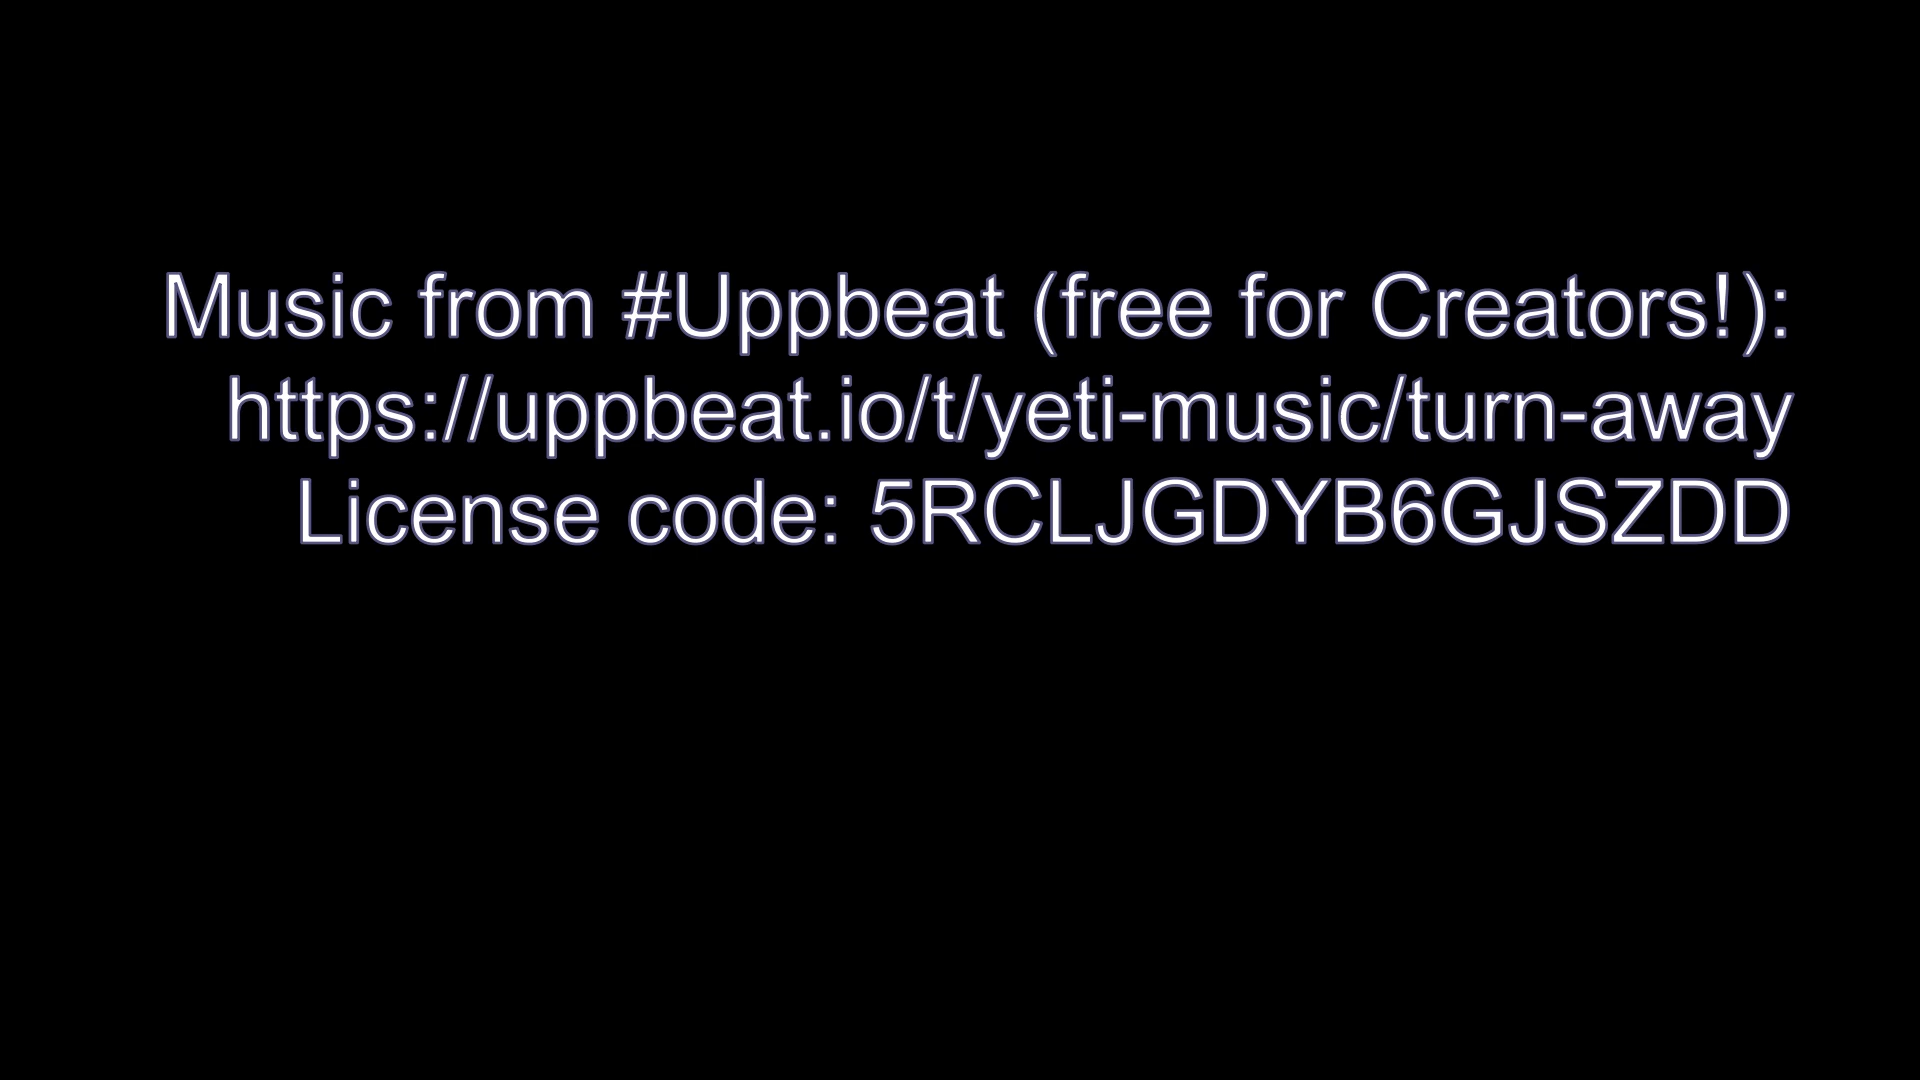 Music from #Uppbeat (free for Creators!):
https://uppbeat.io/t/yeti-music/turn-away
License code: 5RCLJGDYB6GJSZDD